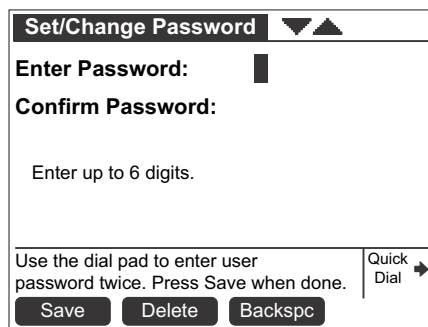 Set/Change Password
Enter Password:
Confirm Password:
Enter up to 6 digits.
Use the dial pad to enter user
password twice. Press Save when done.
Quick
Dial
Save Delete Backspc